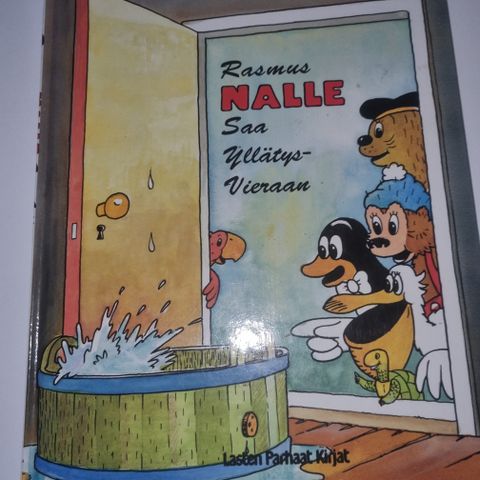 Rasmus
NALLE
Saa
Yllätys-
Vieraan
Lasten Parhaat Kirjat